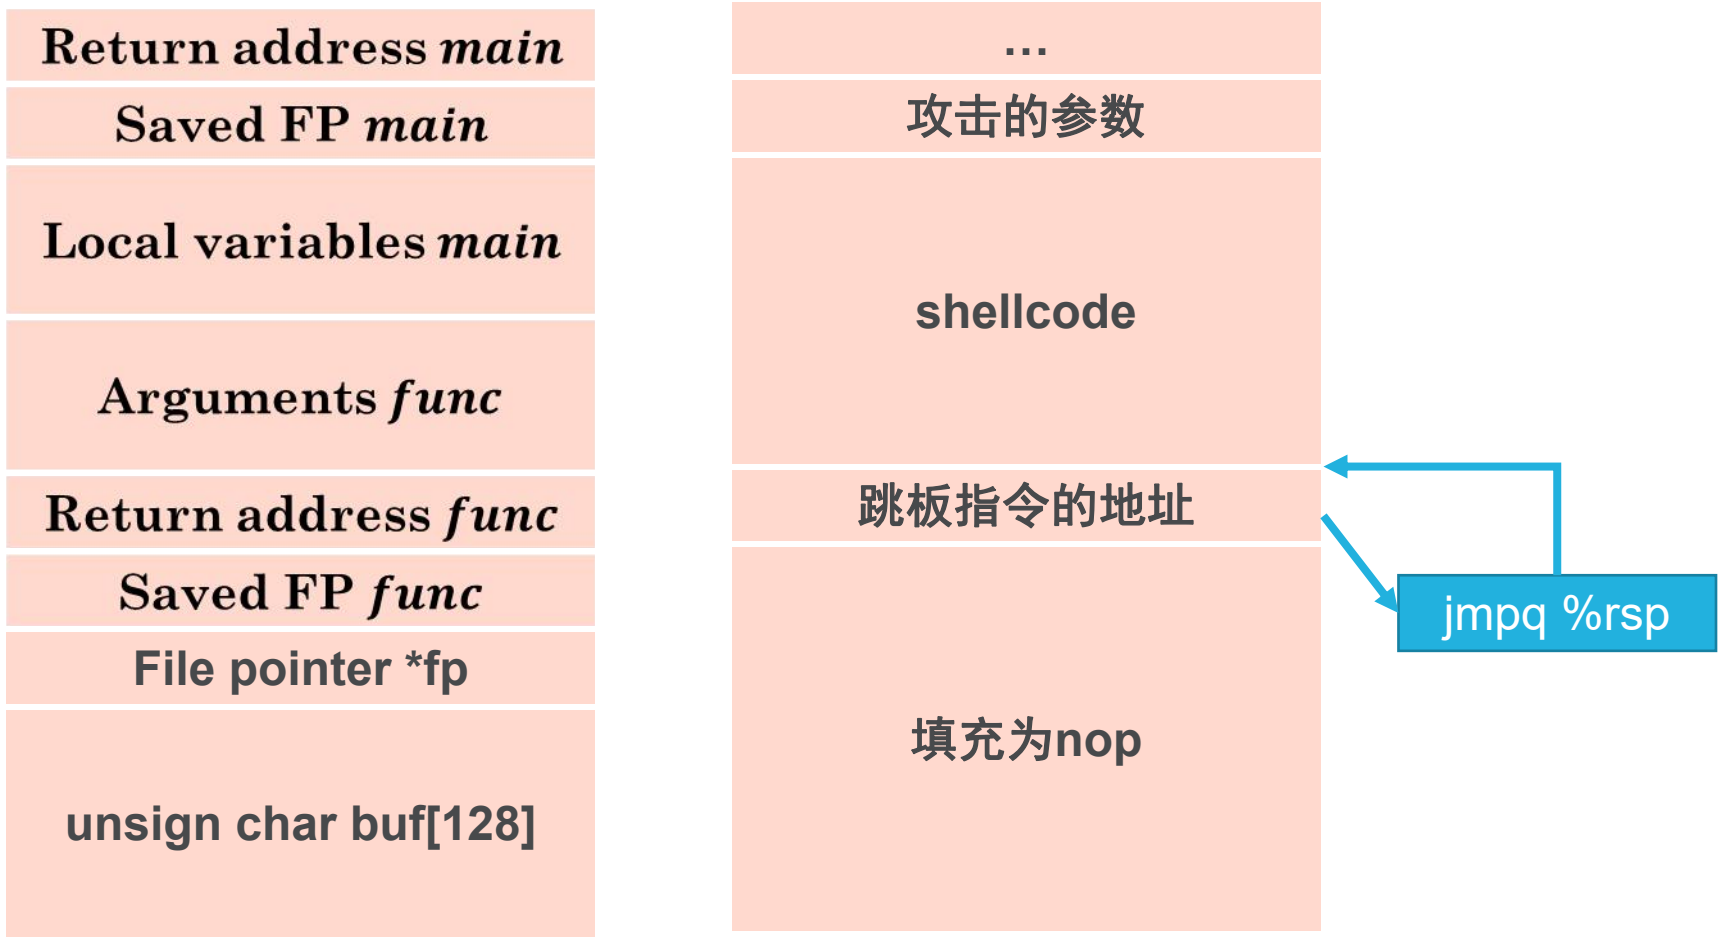 Return address main
Saved FP main
Local variables main
Arguments func
Return address func
Saved FP func
File pointer *fp
unsign char buf[128]
...
攻击的参数
shellcode
跳板指令的地址
填充为nop
jmpq %rsp